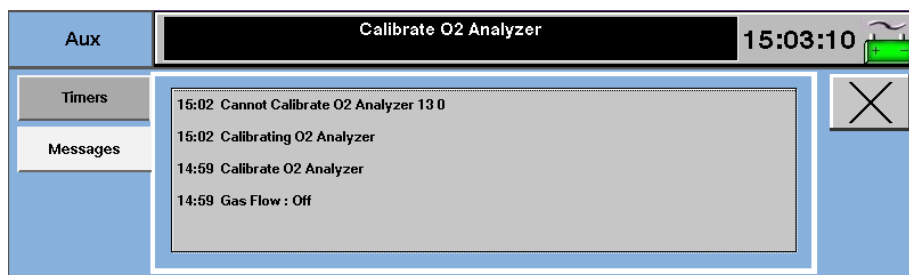 Aux
Calibrate O2 Analyzer
15:03:10
+ -
Timers
Messages
15:02 Cannot Calibrate O2 Analyzer 13 0
15:02 Calibrating O2 Analyzer
14:59 Calibrate O2 Analyzer
14:59 Gas Flow : Off